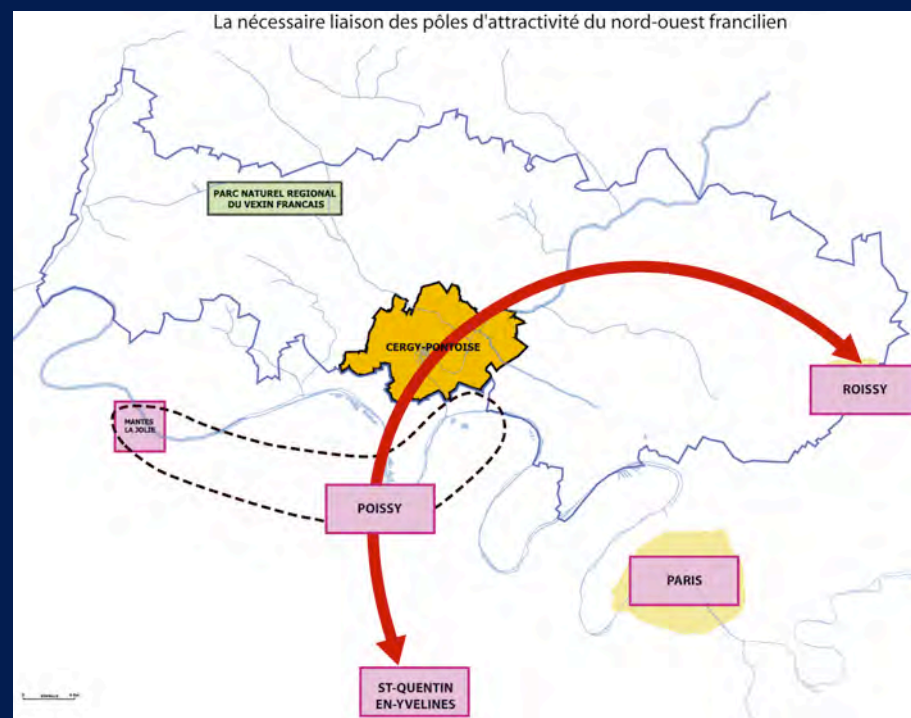 La nécessaire liaison des pôles d'attractivité du nord-ouest francilien
PARC NATUREL REGIONAL
DU VEXIN FRANCAIS
CERGY-PONTOISE
ROISSY
MANTES
LA JOLIE
POISSY
PARIS
ST-QUENTIN
EN-YVELINES